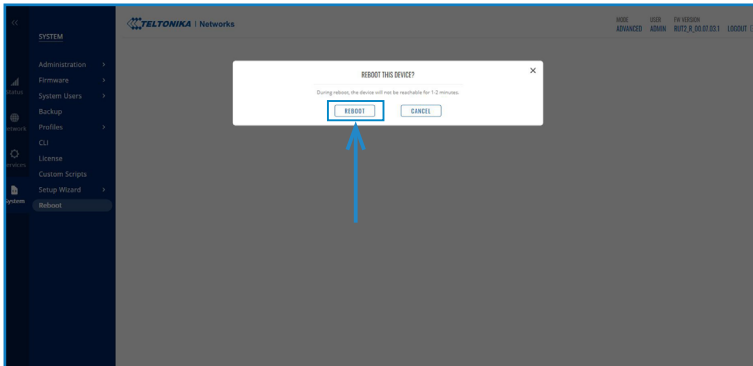 SYSTEM
Administration
Firmware
System Users
Backup
Profiles
CLI
License
Custom Scripts
Setup Wizard
Reboot
System
TELTONIKA | Networks
MODE
ADVANCED
USER
ADMIN
FW VERSION
RUT2_R_00.07.03.1
LOGOUT
REBOOT THIS DEVICE?
During reboot, the device will not be reachable for 1-2 minutes.
REBOOT
CANCEL